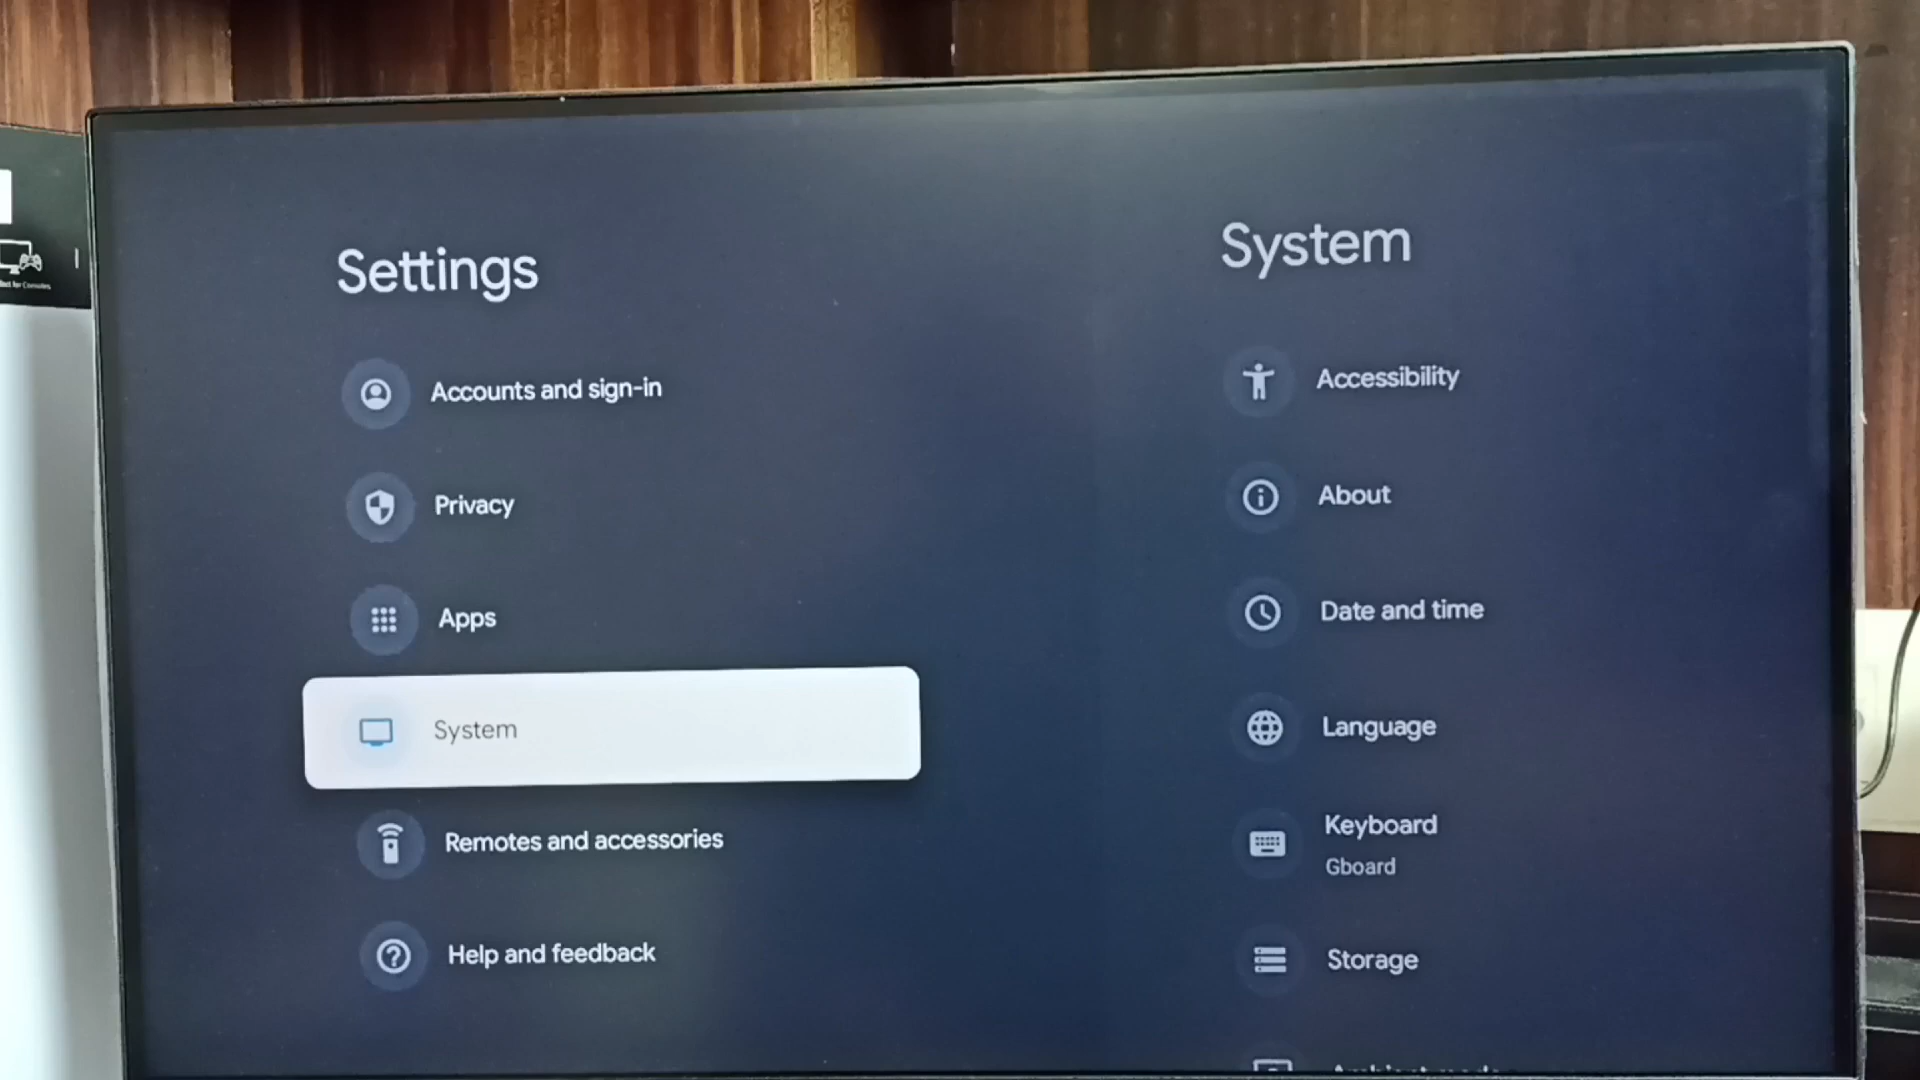 Settings
Accounts and sign-in
Privacy
Apps
System
Remotes and accessories
Help and feedback
System
Accessibility
About
Date and time
Language
Keyboard
Gboard
Storage